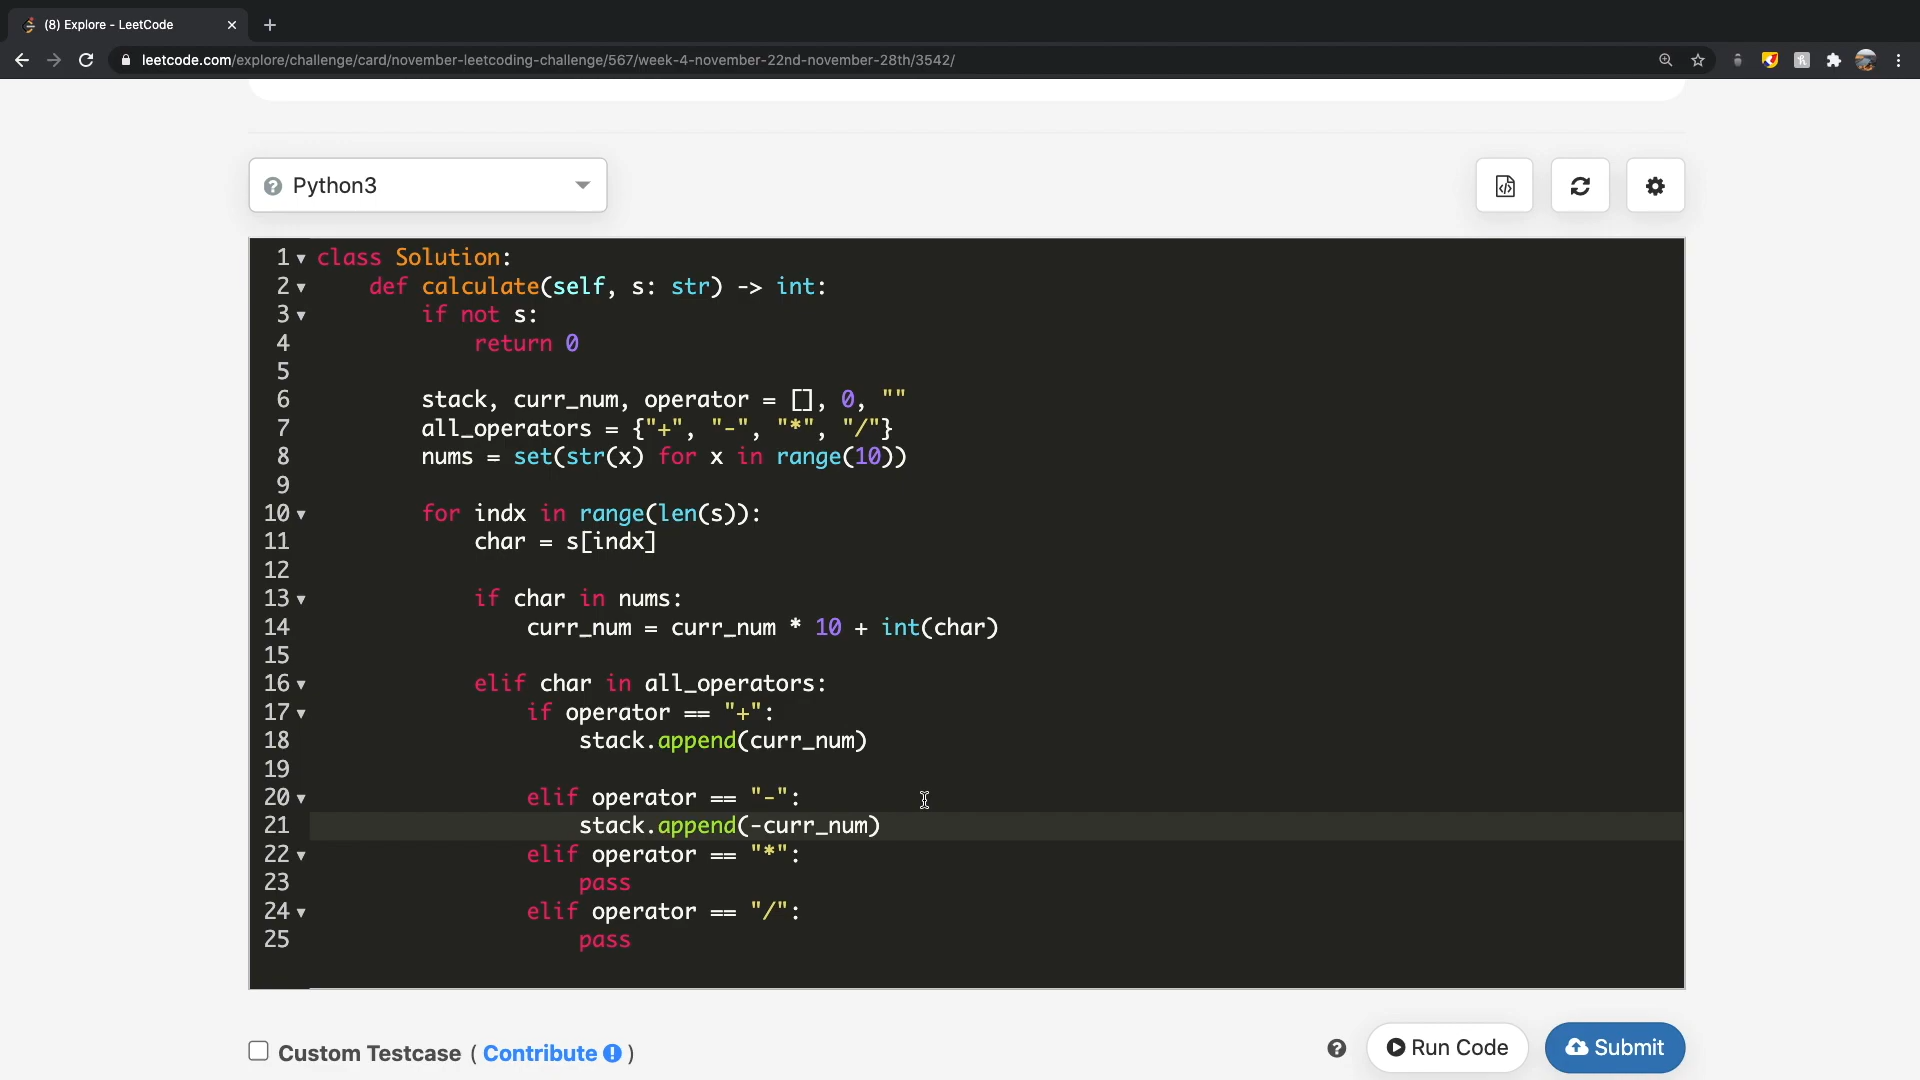 (8) Explore - LeetCode
leetcode.com/explore/challenge/card/november-leetcoding-challenge/567/week-4-november-22nd-november-28th/3542/
Python3
1 class Solution:
2     def calculate(self, s: str) -> int:
3         if not s:
4             return 0
5
6         stack, curr_num, operator = [], 0, ""
7         all_operators = {"+", "-", "*", "/"}
8         nums = set(str(x) for x in range(10))
9
10         for indx in range(len(s)):
11             char = s[indx]
12
13             if char in nums:
14                 curr_num = curr_num * 10 + int(char)
15
16             elif char in all_operators:
17                 if operator == "+":
18                     stack.append(curr_num)
19
20                 elif operator == "-":
21                     stack.append(-curr_num)
22                 elif operator == "*":
23                     pass
24                 elif operator == "/":
25                     pass
Custom Testcase ( Contribute )
Run Code
Submit